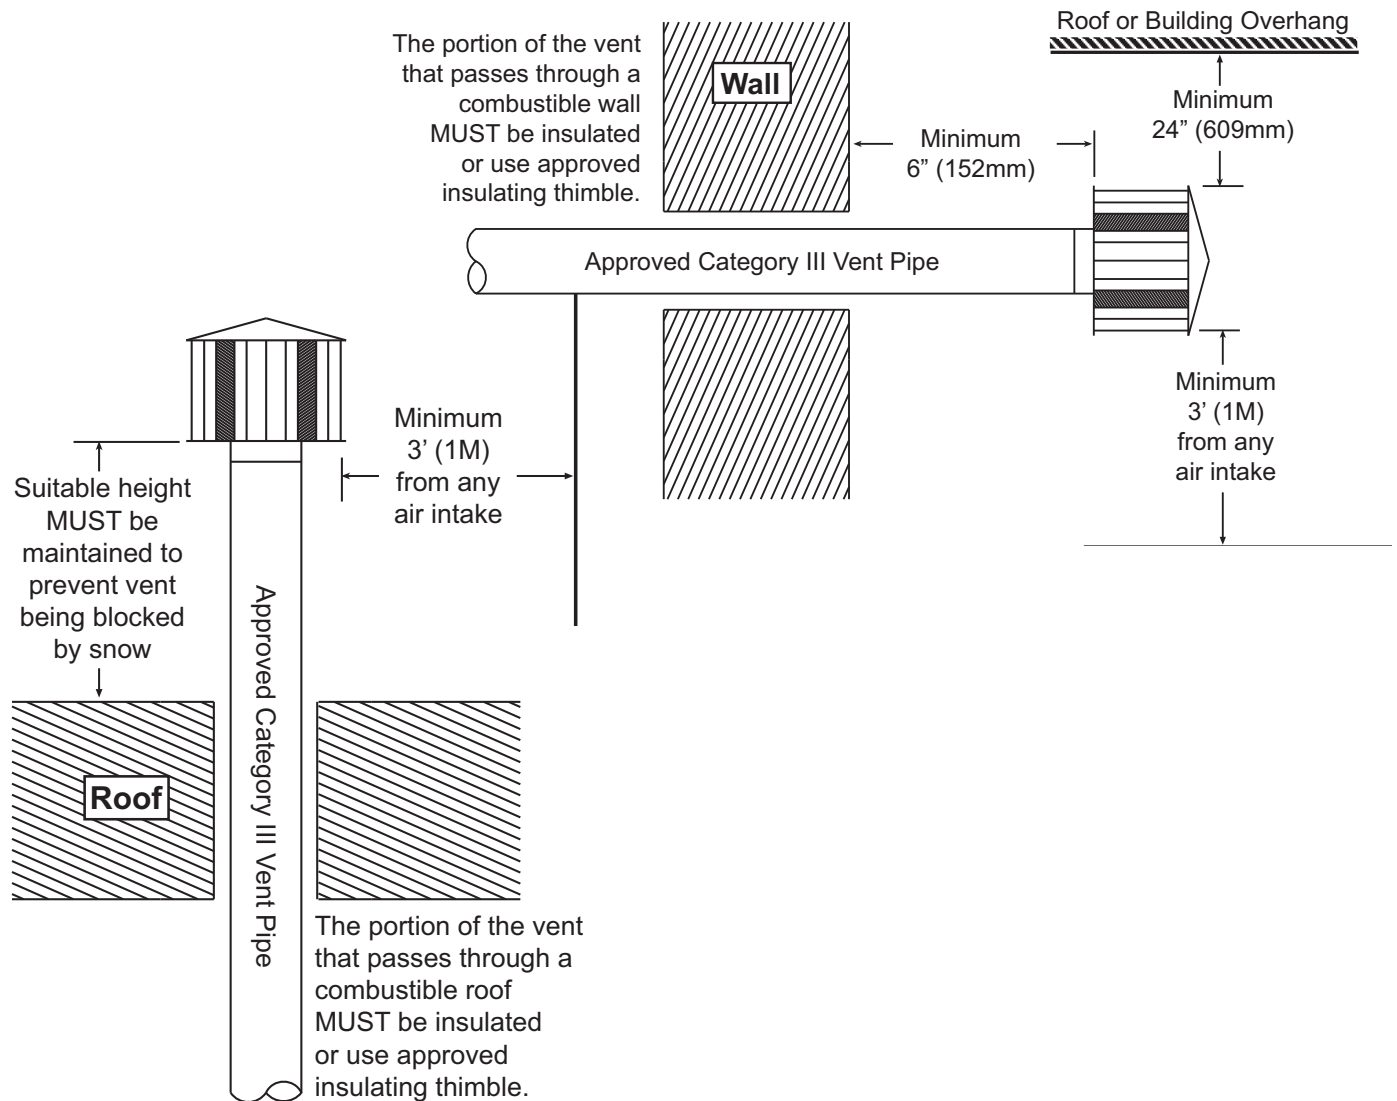 Roof or Building Overhang
The portion of the vent
that passes through a
combustible wall
MUST be insulated
or use approved
insulating thimble.
Wall
Minimum
6” (152mm)
Minimum
24” (609mm)
Approved Category III Vent Pipe
Minimum
3’ (1M)
from any
air intake
Minimum
3’ (1M)
from any
air intake
Suitable height
MUST be
maintained to
prevent vent
being blocked
by snow
Approved Category III Vent Pipe
Roof
The portion of the vent
that passes through a
combustible roof
MUST be insulated
or use approved
insulating thimble.